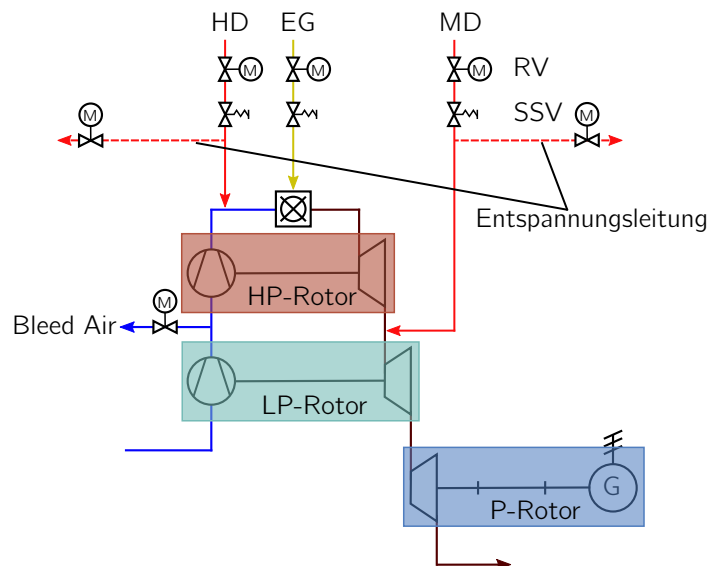 HD EG MD
M M M RV
SSV
M M
Entspannungsleitung
HP-Rotor
M
Bleed Air
LP-Rotor
G
P-Rotor